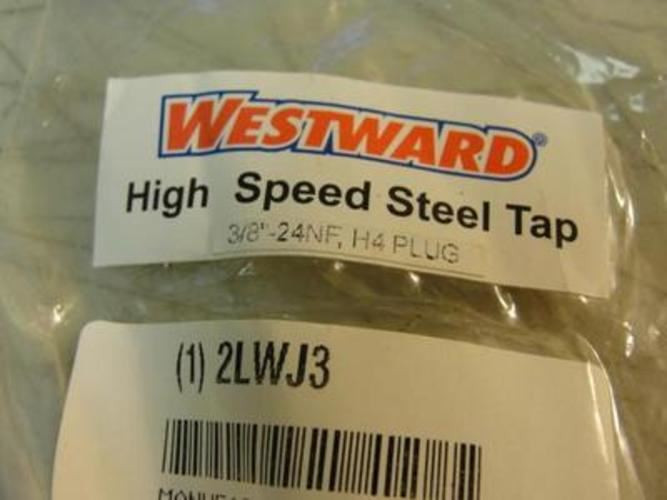 WESTWARD®
High Speed Steel Tap
3/8"-24NF, H4 PLUG
(1) 2LWJ3